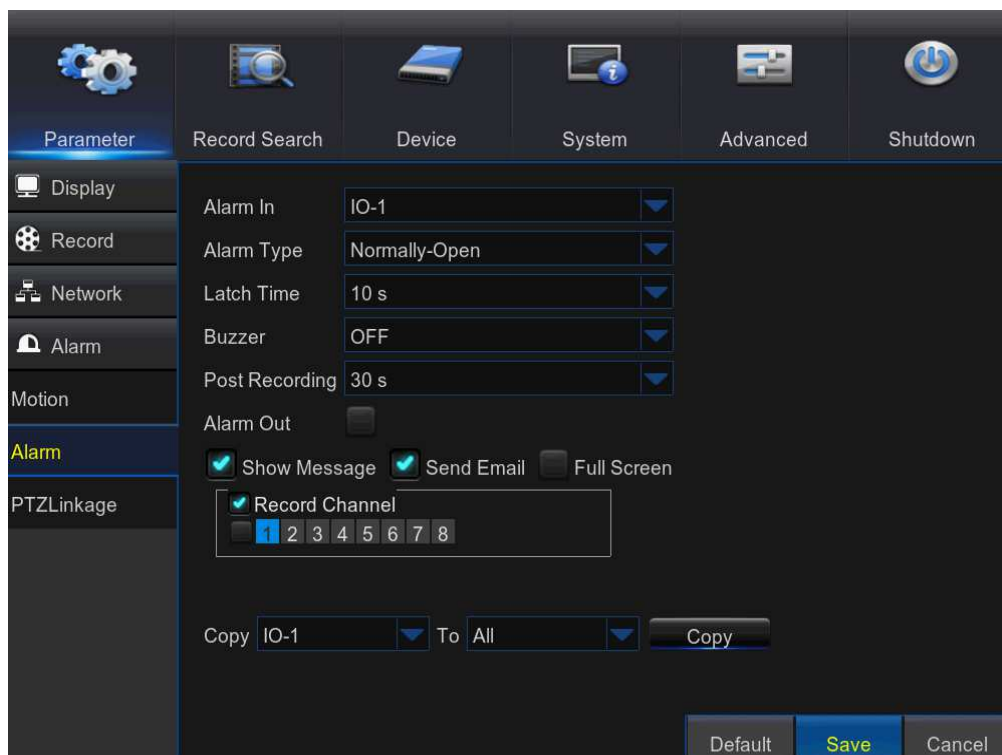 Parameter Record Search Device System Advanced Shutdown
Display
Record
Network
Alarm
Motion
Alarm
PTZLinkage
Alarm In IO-1
Alarm Type Normally-Open
Latch Time 10 s
Buzzer OFF
Post Recording 30 s
Alarm Out
Show Message Send Email Full Screen
Record Channel
1 2 3 4 5 6 7 8
Copy IO-1 To All Copy
Default Save Cancel